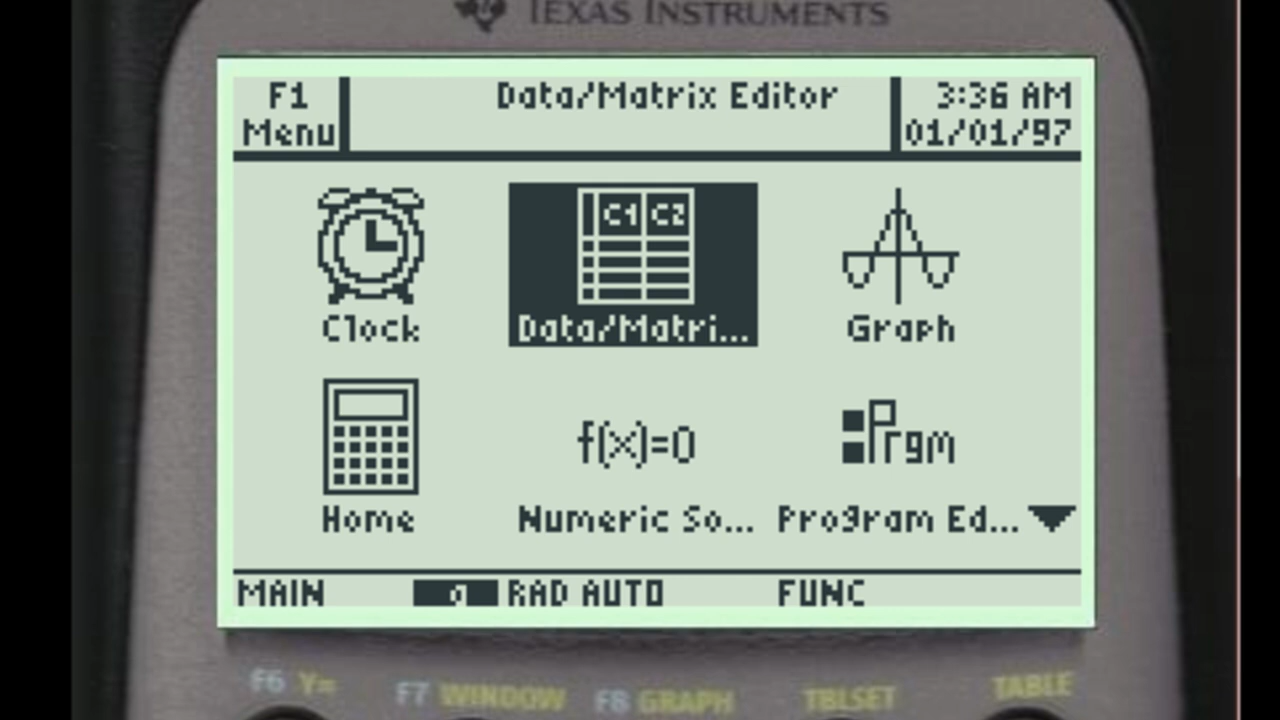 TEXAS INSTRUMENTS
F1
Menu
Data/Matrix Editor
3:36 AM
01/01/97
C1 C2
Clock
Data/Matri...
Graph
f(x)=0
Prgm
Home
Numeric So...
Program Ed...
MAIN
RAD AUTO
FUNC
F6 Y=
F7 WINDOW
F8 GRAPH
TBLSET
TABLE